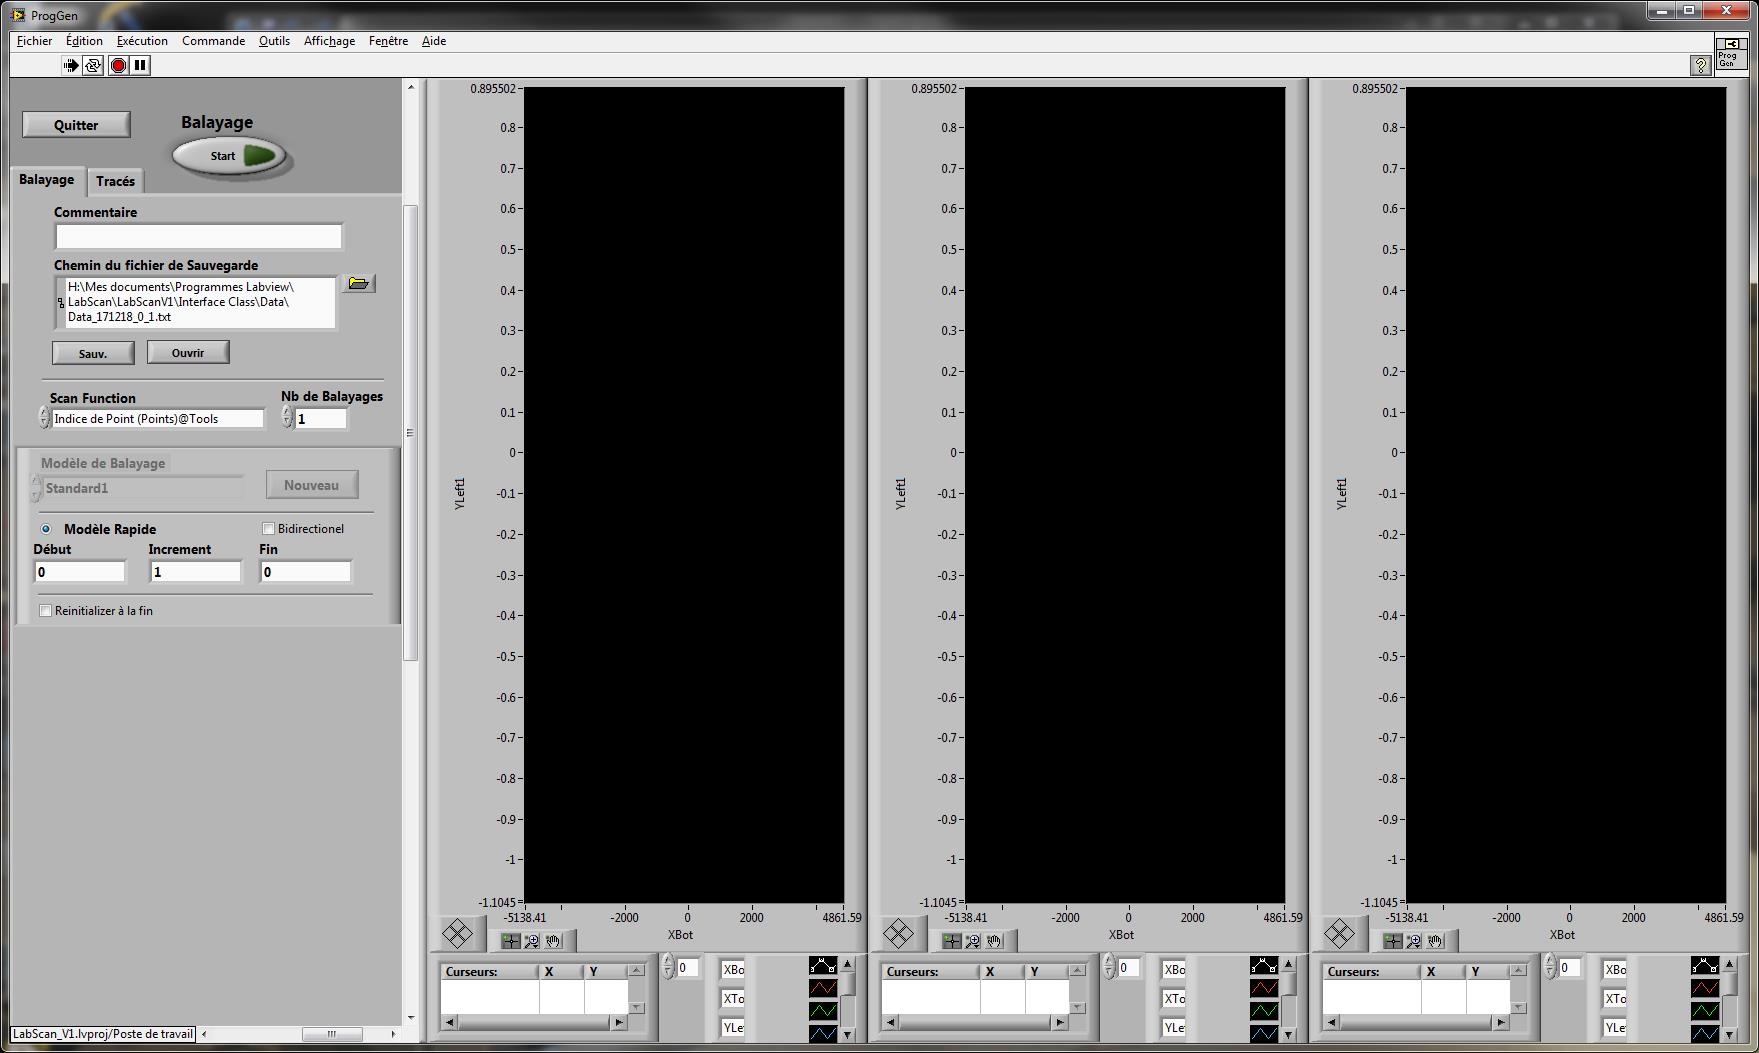 ProgGen
Fichier Édition Exécution Commande Outils Affichage Fenêtre Aide
Prog
Gen
Quitter
Balayage
Start
Balayage Tracés
Commentaire
Chemin du fichier de Sauvegarde
H:\Mes documents\Programmes Labview\
LabScan\LabScanV1\Interface Class\Data\
Data_171218_0_1.txt
Sauv. Ouvrir
Scan Function Nb de Balayages
Indice de Point (Points)@Tools 1
Modèle de Balayage
Standard1 Nouveau
Modèle Rapide Bidirectionel
Début Increment Fin
0 1 0
Reinitializer à la fin
LabScan_V1.lvproj/Poste de travail
0.895502
0.8
0.7
0.6
0.5
0.4
0.3
0.2
0.1
0
-0.1
-0.2
-0.3
-0.4
-0.5
-0.6
-0.7
-0.8
-0.9
-1
-1.1045
YLeft1
-5138.41 -2000 0 2000 4861.59
XBot
Curseurs: X Y
0
XBo
XTo
YLe
0.895502
0.8
0.7
0.6
0.5
0.4
0.3
0.2
0.1
0
-0.1
-0.2
-0.3
-0.4
-0.5
-0.6
-0.7
-0.8
-0.9
-1
-1.1045
YLeft1
-5138.41 -2000 0 2000 4861.59
XBot
Curseurs: X Y
0
XBo
XTo
YLe
0.895502
0.8
0.7
0.6
0.5
0.4
0.3
0.2
0.1
0
-0.1
-0.2
-0.3
-0.4
-0.5
-0.6
-0.7
-0.8
-0.9
-1
-1.1045
YLeft1
-5138.41 -2000 0 2000 4861.59
XBot
Curseurs: X Y
0
XBo
XTo
YLe